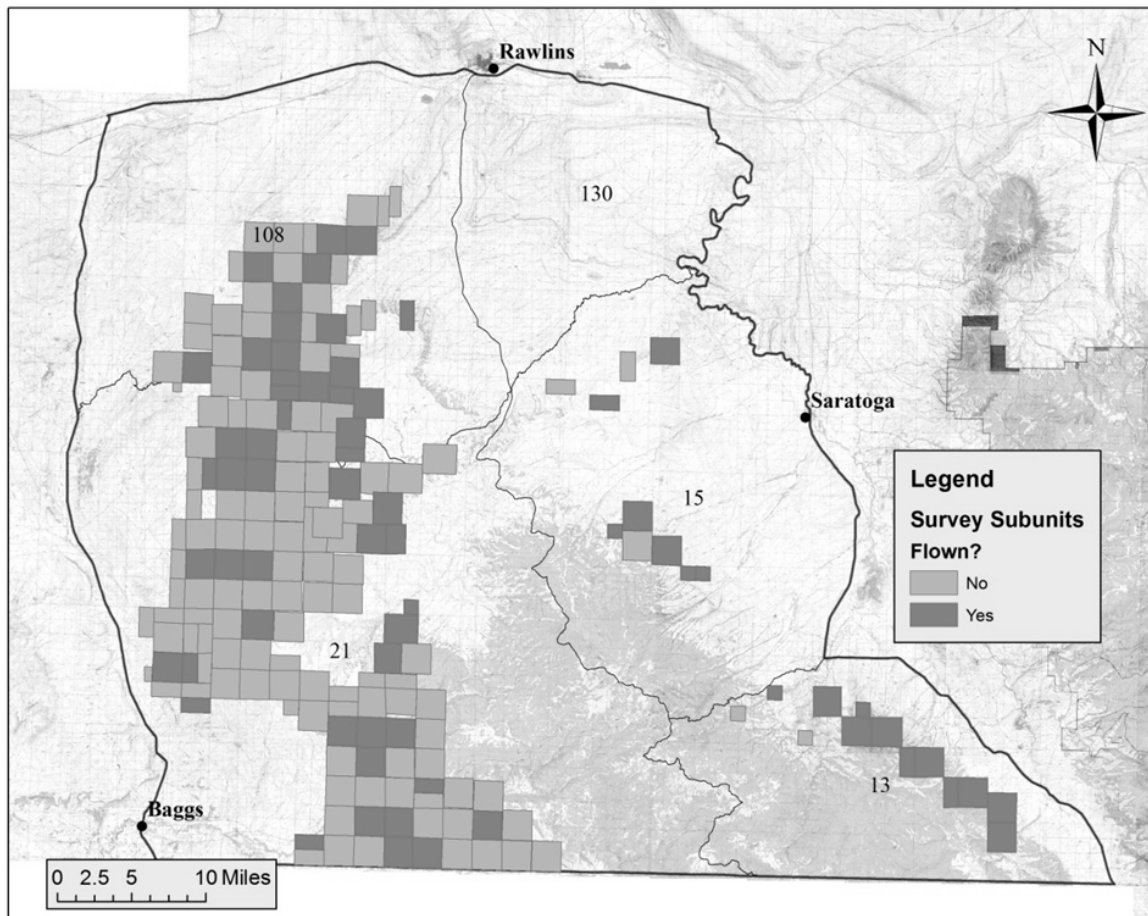 Rawlins
N
130
108
Saratoga
Legend
15
Survey Subunits
Flown?
No
Yes
21
13
Baggs
0 2.5 5 10 Miles